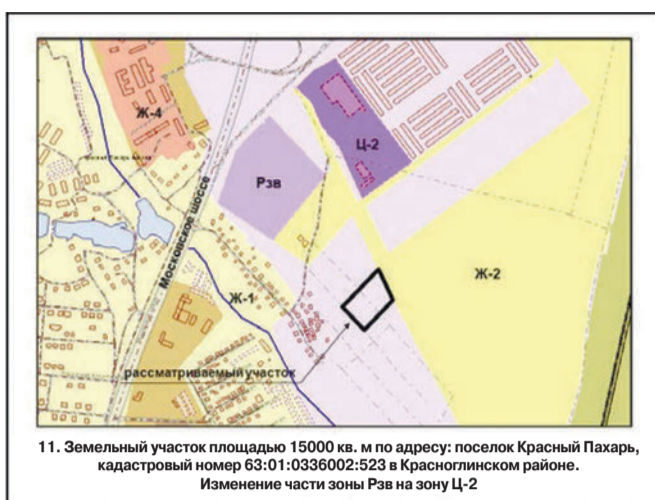 Ж-4
Ц-2
Рзв
Московское шоссе
Ж-2
Ж-1
рассматриваемый участок
11. Земельный участок площадью 15000 кв. м по адресу: поселок Красный Пахарь,
кадастровый номер 63:01:0336002:523 в Красноглинском районе.
Изменение части зоны Рзв на зону Ц-2